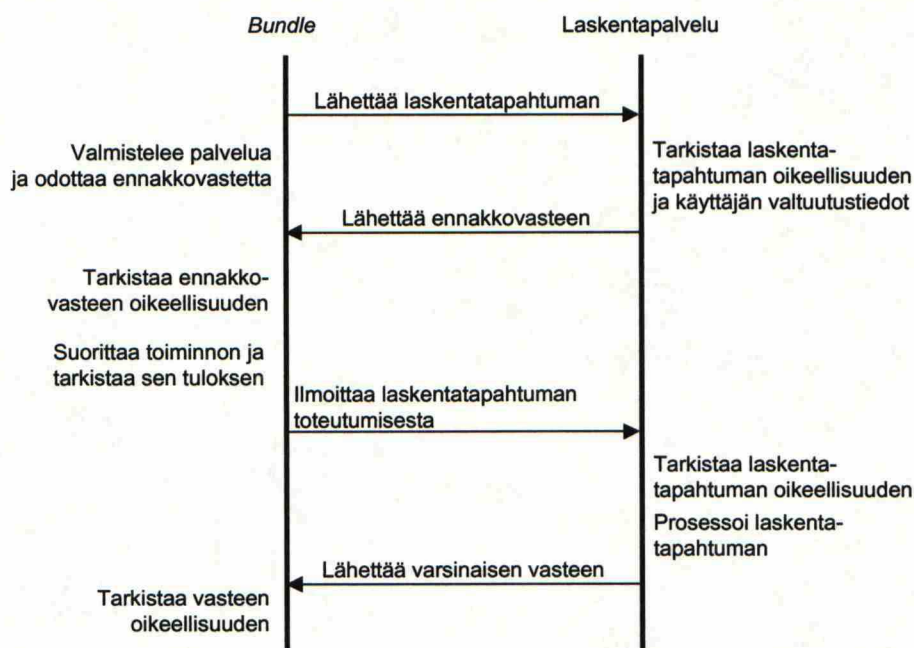 Bundle
Laskentapalvelu
Lähettää laskentatapahtuman
Valmistelee palvelua
ja odottaa ennakkovastetta
Tarkistaa laskenta-
tapahtuman oikeellisuuden
ja käyttäjän valtuutustiedot
Lähettää ennakkovasteen
Tarkistaa ennakko-
vasteen oikeellisuuden
Suorittaa toiminnon ja
tarkistaa sen tuloksen
Ilmoittaa laskentatapahtuman
toteutumisesta
Tarkistaa laskenta-
tapahtuman oikeellisuuden
Prosessoi laskenta-
tapahtuman
Lähettää varsinaisen vasteen
Tarkistaa vasteen
oikeellisuuden